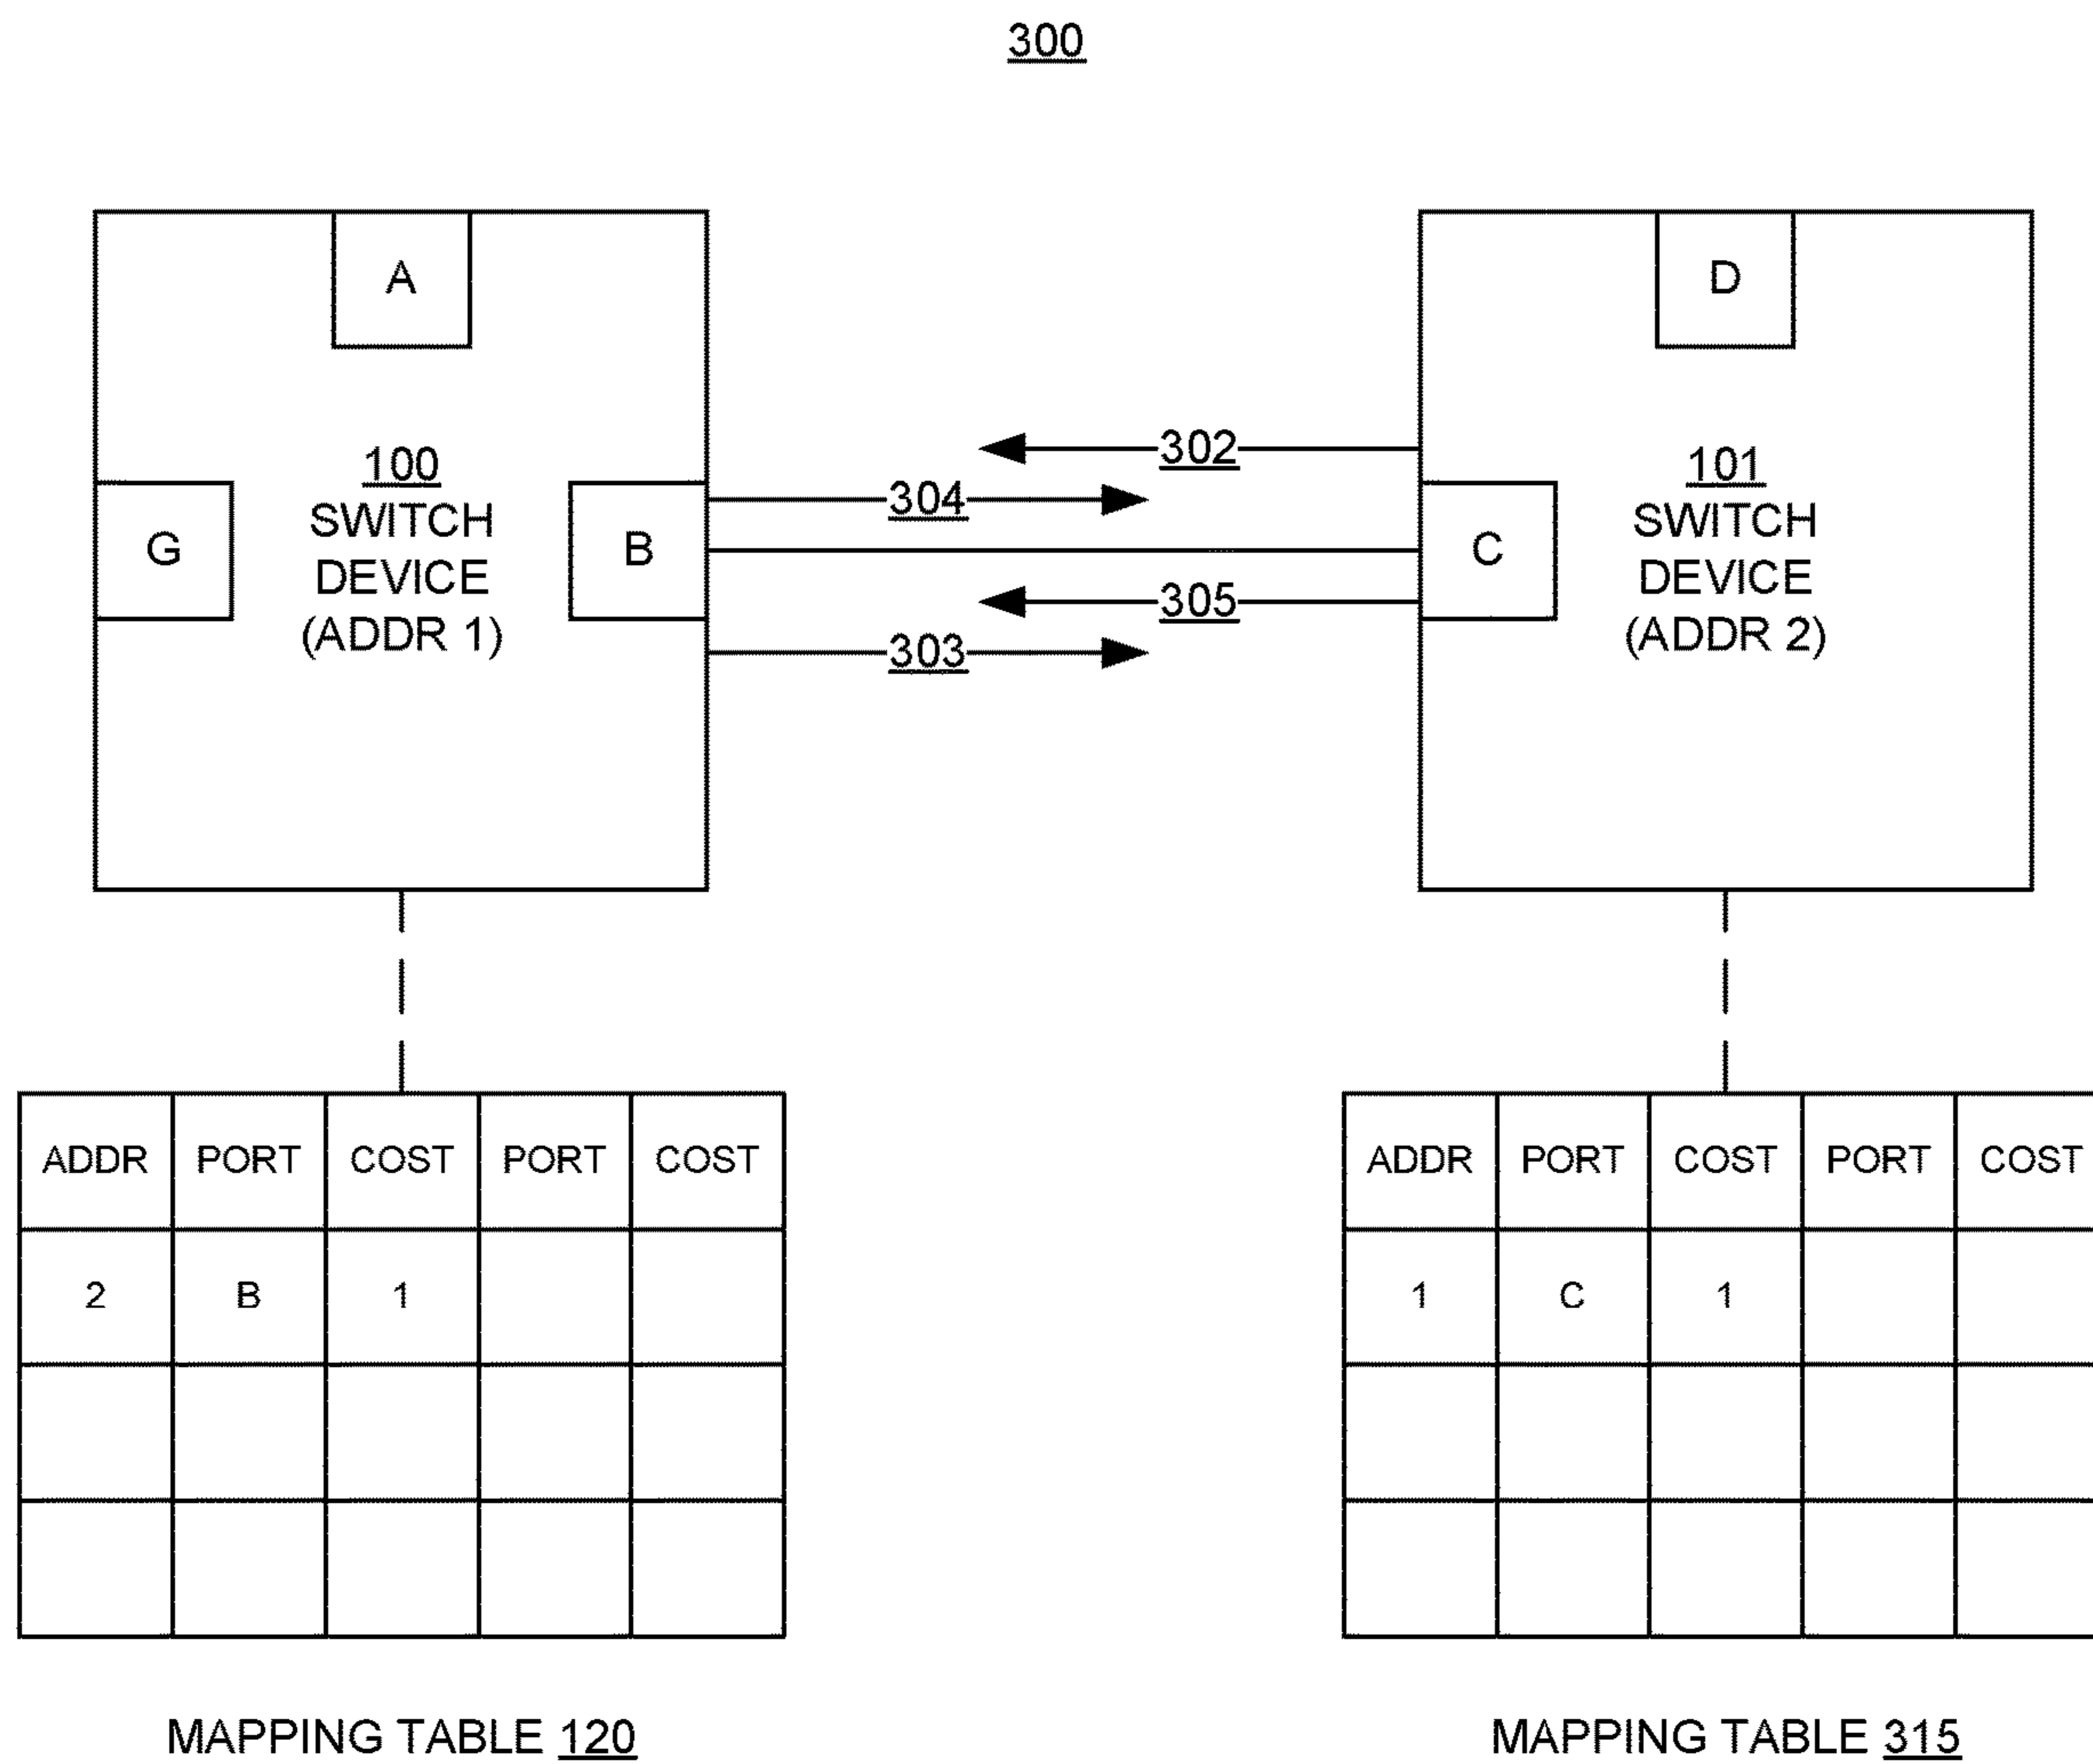 300
A
D
302
100
101
304
SWITCH
SWITCH
G
B
C
DEVICE
DEVICE
305
(ADDR 1)
(ADDR 2)
303
ADDR PORT COST PORT COST
ADDR PORT COST PORT COST
2 B 1
1 C 1
MAPPING TABLE 120
MAPPING TABLE 315